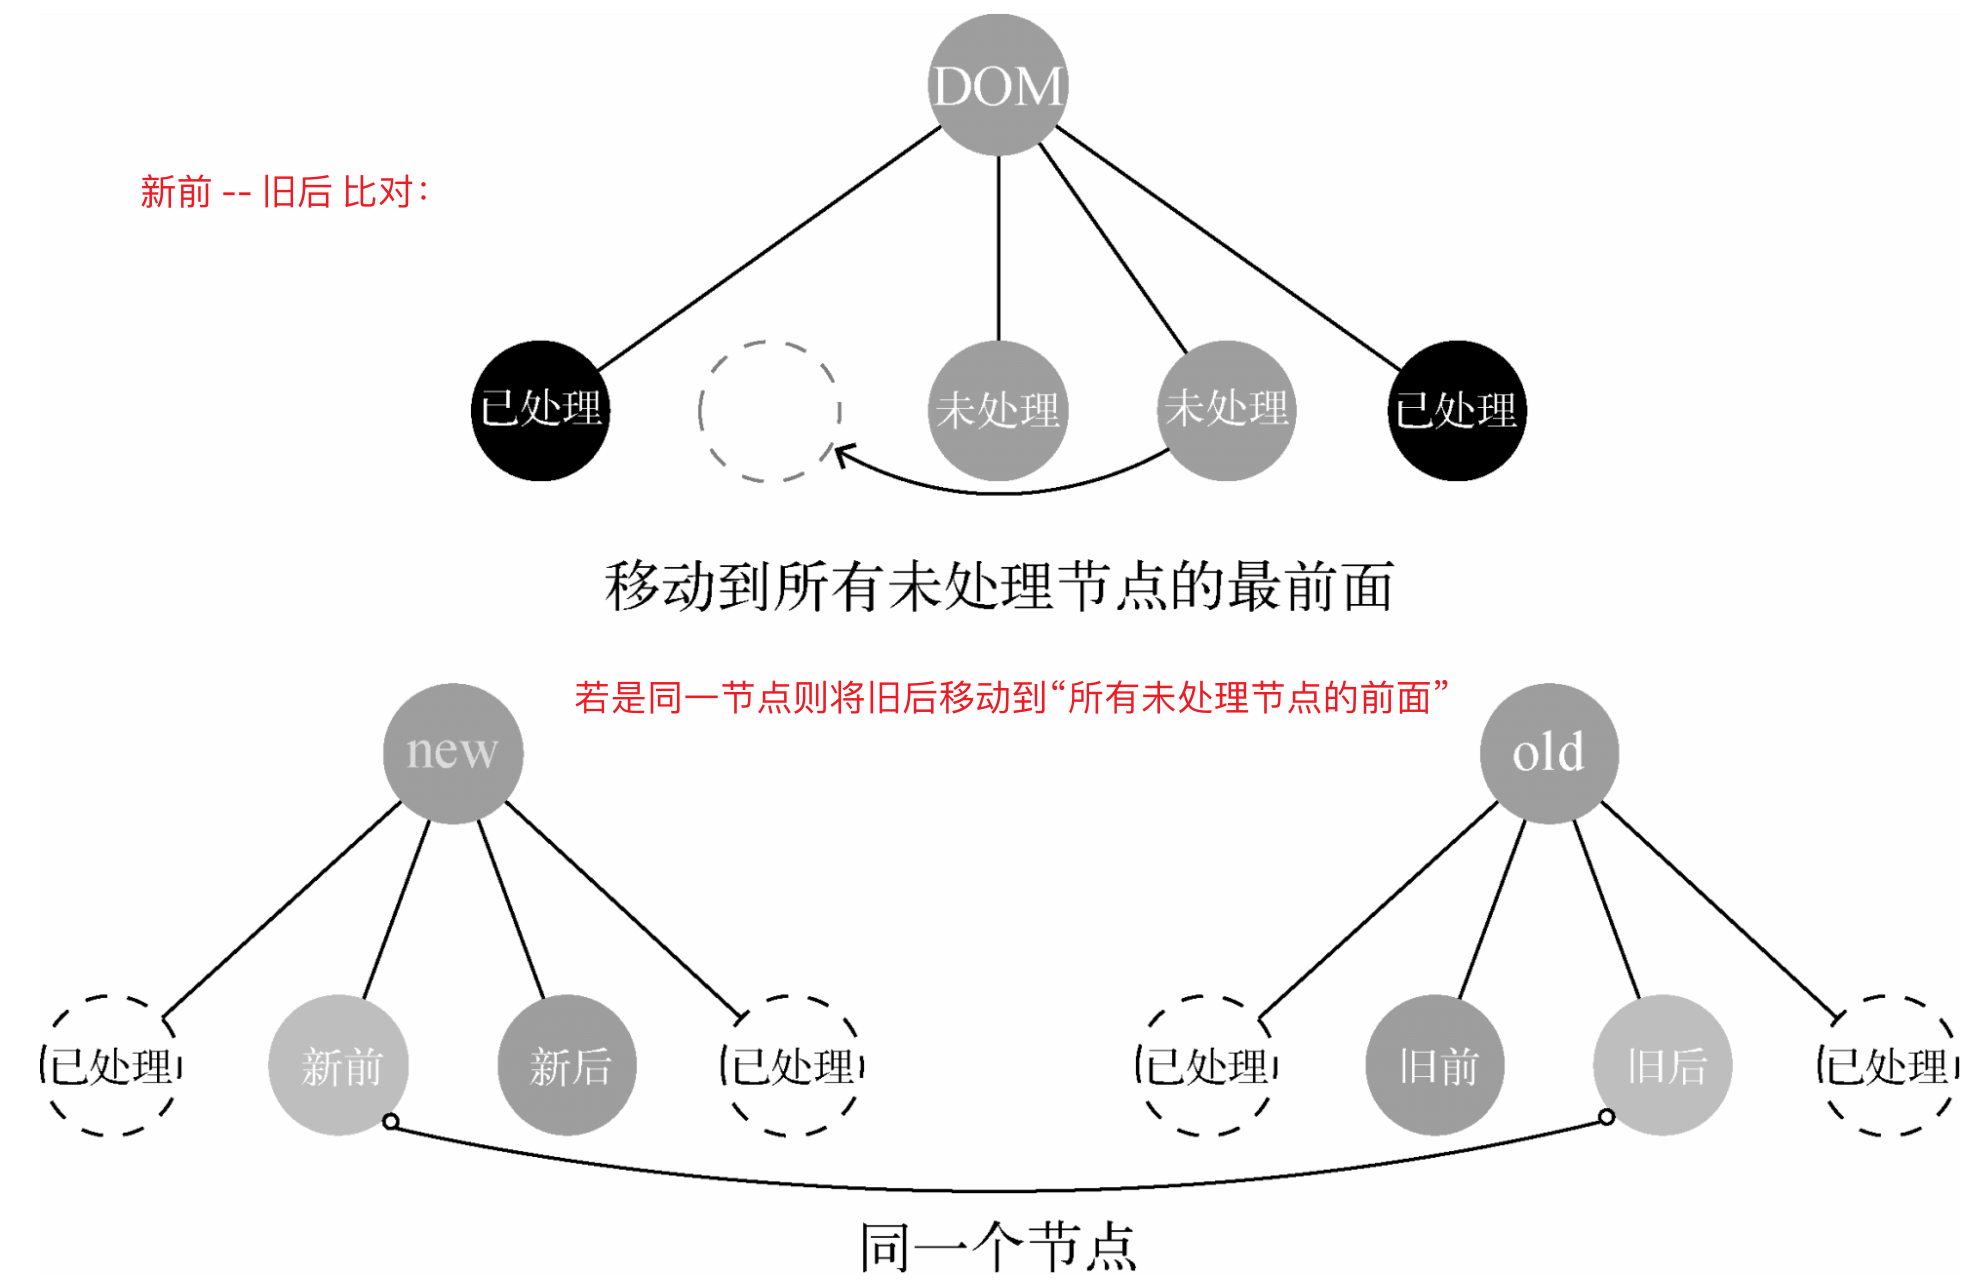 DOM
新前 -- 旧后 比对：
已处理
未处理
未处理
已处理
移动到所有未处理节点的最前面
若是同一节点则将旧后移动到“所有未处理节点的前面”
new
old
已处理
新前
新后
已处理
已处理
旧前
旧后
已处理
同一个节点